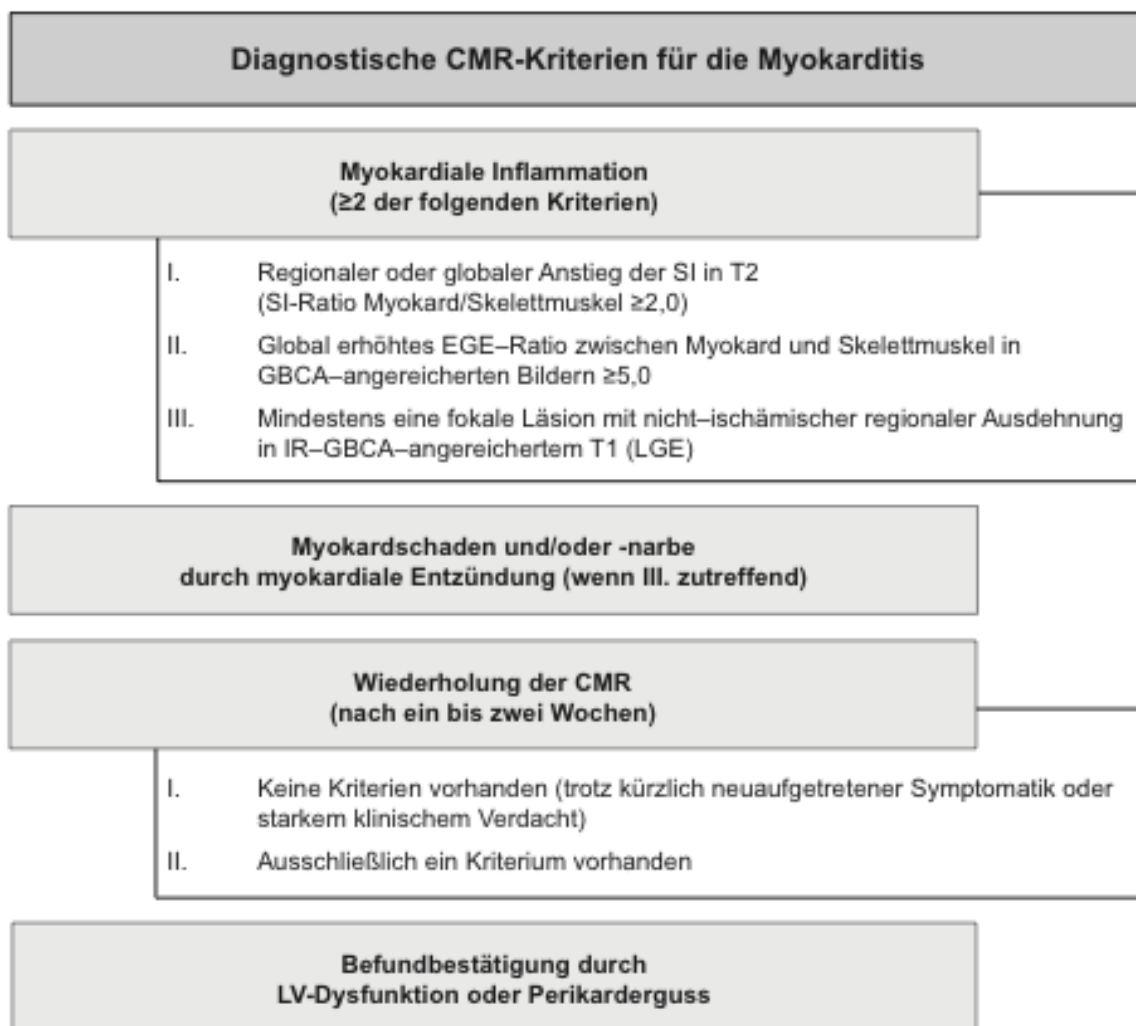 Diagnostische CMR-Kriterien für die Myokarditis
Myokardiale Inflammation
(≥2 der folgenden Kriterien)
I. Regionaler oder globaler Anstieg der SI in T2
(SI-Ratio Myokard/Skelettmuskel ≥2,0)
II. Global erhöhtes EGE–Ratio zwischen Myokard und Skelettmuskel in
GBCA–angereicherten Bildern ≥5,0
III. Mindestens eine fokale Läsion mit nicht–ischämischer regionaler Ausdehnung
in IR–GBCA–angereichertem T1 (LGE)
Myokardschaden und/oder -narbe
durch myokardiale Entzündung (wenn III. zutreffend)
Wiederholung der CMR
(nach ein bis zwei Wochen)
I. Keine Kriterien vorhanden (trotz kürzlich neuaufgetretener Symptomatik oder
starkem klinischem Verdacht)
II. Ausschließlich ein Kriterium vorhanden
Befundbestätigung durch
LV-Dysfunktion oder Perikarderguss